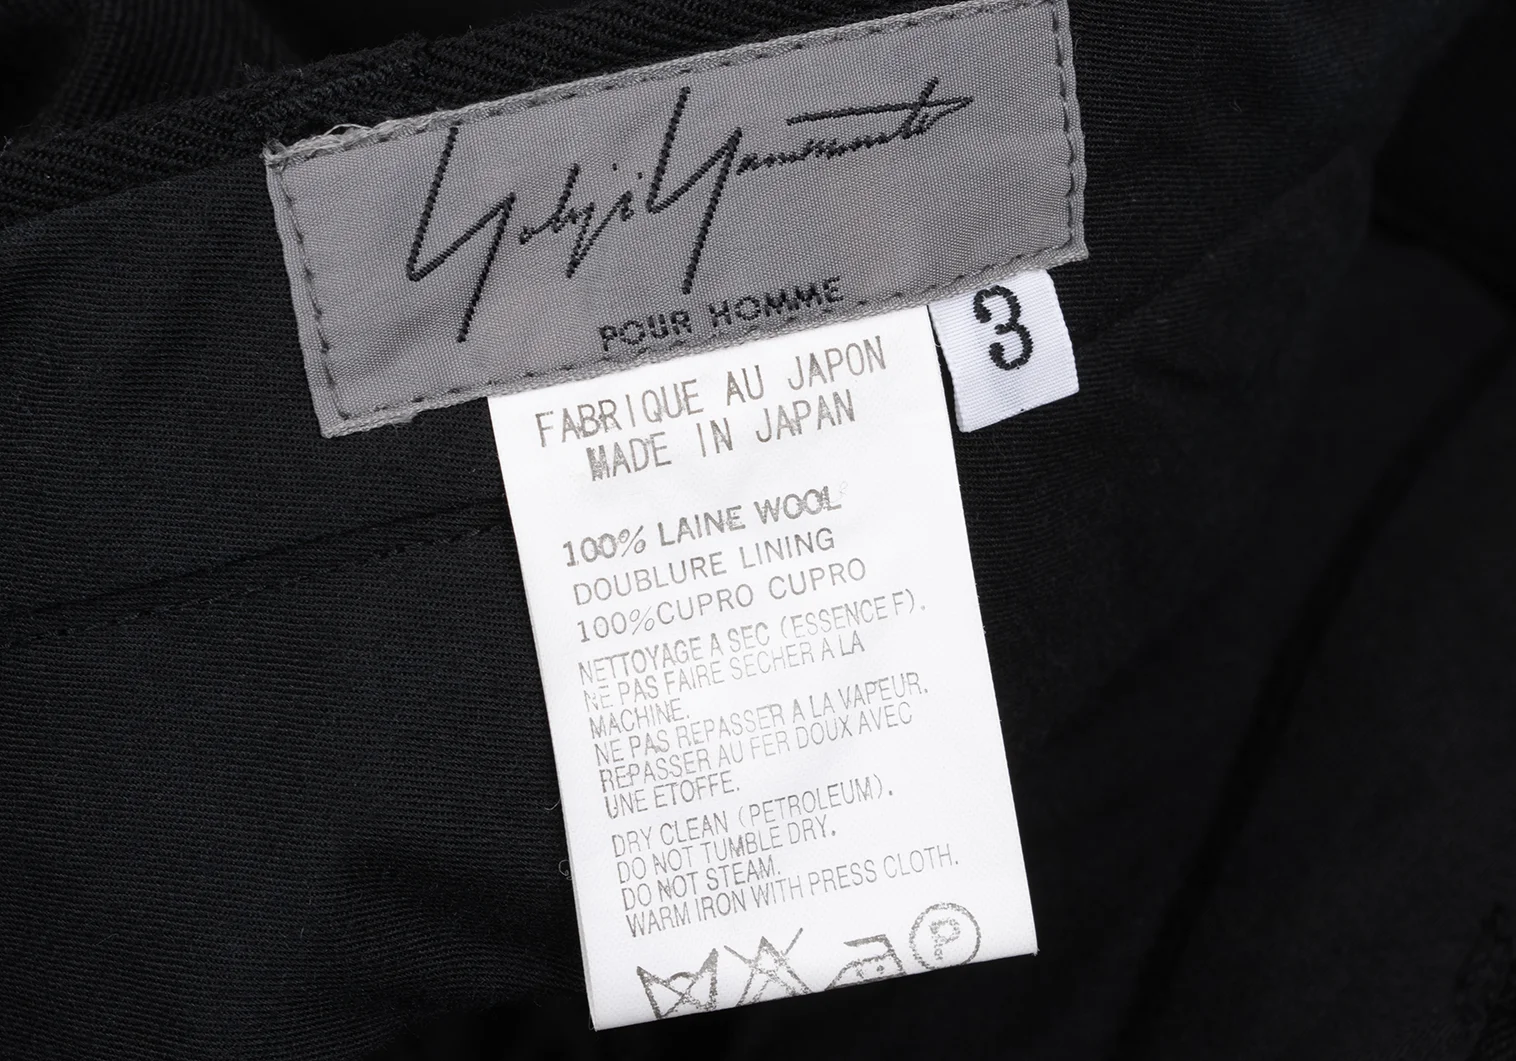 Yohji Yamamoto
POUR HOMME
3
FABRIQUE AU JAPON
MADE IN JAPAN
100% LAINE WOOL
DOUBLURE LINING
100%CUPRO CUPRO
NETTOYAGE A SEC (ESSENCE F).
NE PAS FAIRE SECHER A LA
MACHINE.
NE PAS REPASSER A LA VAPEUR.
REPASSER AU FER DOUX AVEC
UNE ETOFFE.
DRY CLEAN (PETROLEUM).
DO NOT TUMBLE DRY.
DO NOT STEAM.
WARM IRON WITH PRESS CLOTH.
P